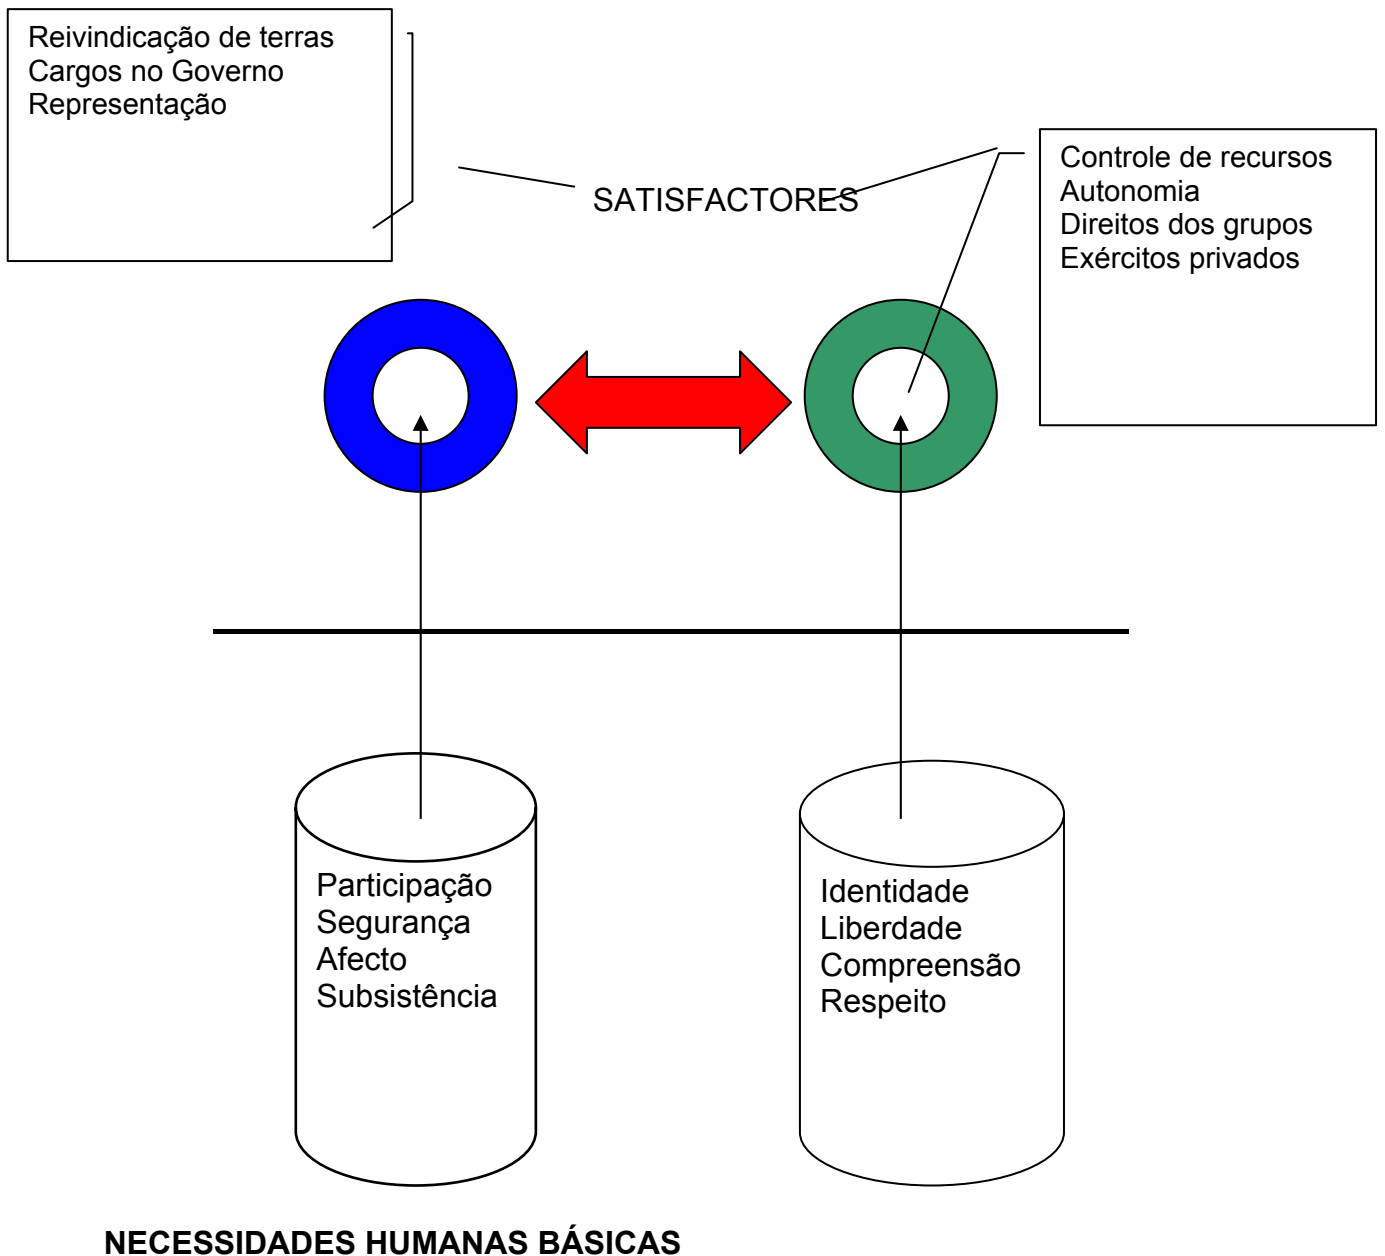 Reivindicação de terras
Cargos no Governo
Representação
SATISFACTORES
Controle de recursos
Autonomia
Direitos dos grupos
Exércitos privados
Participação
Segurança
Afecto
Subsistência
Identidade
Liberdade
Compreensão
Respeito
NECESSIDADES HUMANAS BÁSICAS